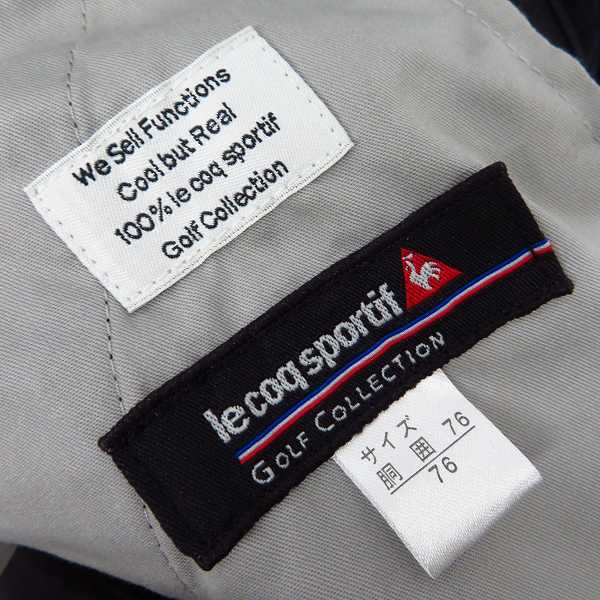 We Sell Functions
Cool but Real
100% le coq sportif
Golf Collection
le coq sportif
GOLF COLLECTION
サイズ 76
胴囲 76